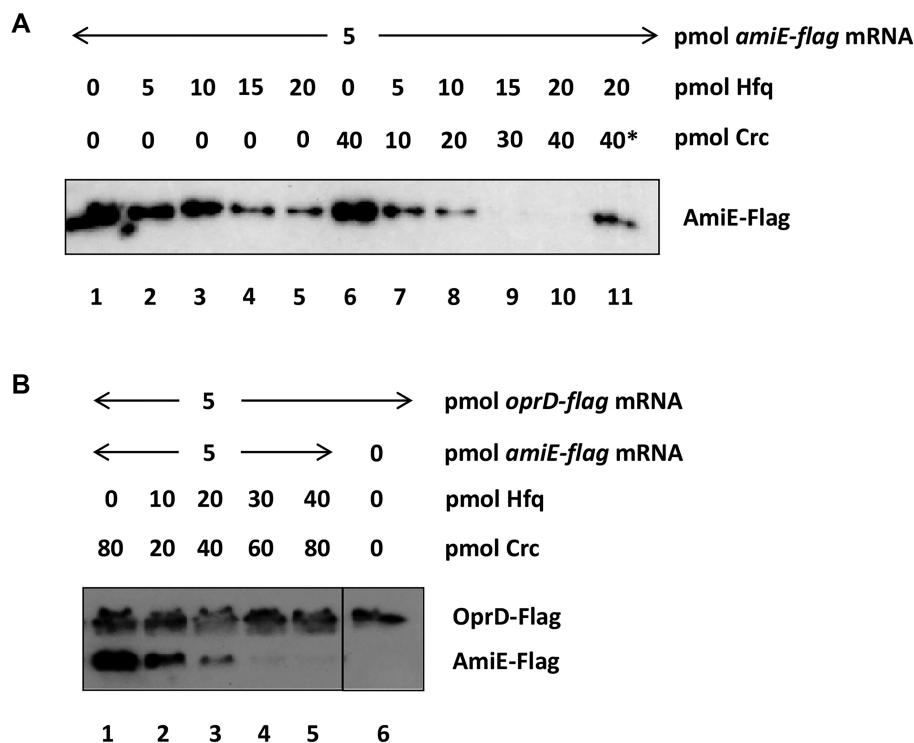 A
5 pmol amiE-flag mRNA
0 5 10 15 20 0 5 10 15 20 20 pmol Hfq
0 0 0 0 0 40 10 20 30 40 40* pmol Crc
AmiE-Flag
1 2 3 4 5 6 7 8 9 10 11
B
5 pmol oprD-flag mRNA
5 0 pmol amiE-flag mRNA
0 10 20 30 40 0 pmol Hfq
80 20 40 60 80 0 pmol Crc
OprD-Flag
AmiE-Flag
1 2 3 4 5 6